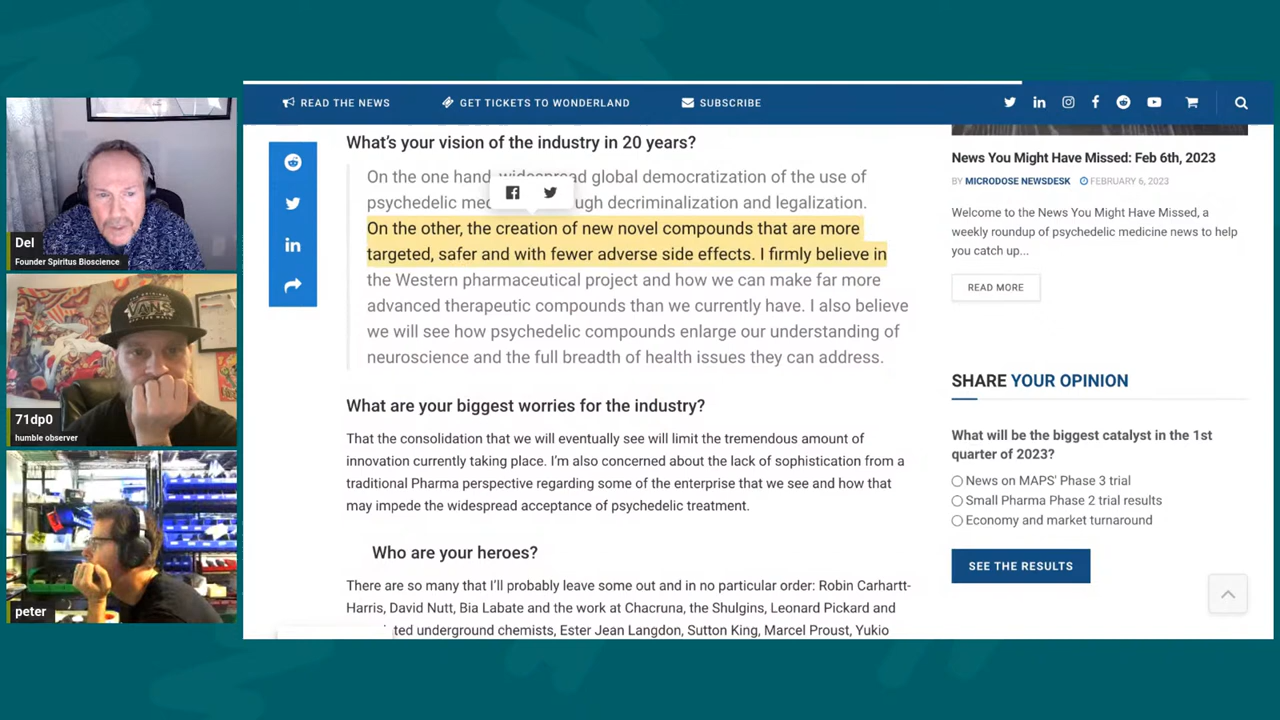 READ THE NEWS
GET TICKETS TO WONDERLAND
SUBSCRIBE
What's your vision of the industry in 20 years?
On the one hand, widespread global democratization of the use of
psychedelic med ugh decriminalization and legalization.
On the other, the creation of new novel compounds that are more
targeted, safer and with fewer adverse side effects. I firmly believe in
the Western pharmaceutical project and how we can make far more
advanced therapeutic compounds than we currently have. I also believe
we will see how psychedelic compounds enlarge our understanding of
neuroscience and the full breadth of health issues they can address.
What are your biggest worries for the industry?
That the consolidation that we will eventually see will limit the tremendous amount of
innovation currently taking place. I'm also concerned about the lack of sophistication from a
traditional Pharma perspective regarding some of the enterprise that we see and how that
may impede the widespread acceptance of psychedelic treatment.
Who are your heroes?
There are so many that I'll probably leave some out and in no particular order: Robin Carhartt-
Harris, David Nutt, Bia Labate and the work at Chacruna, the Shulgins, Leonard Pickard and
ted underground chemists, Ester Jean Langdon, Sutton King, Marcel Proust, Yukio
News You Might Have Missed: Feb 6th, 2023
BY MICRODOSE NEWSDESK FEBRUARY 6, 2023
Welcome to the News You Might Have Missed, a
weekly roundup of psychedelic medicine news to help
you catch up...
READ MORE
SHARE YOUR OPINION
What will be the biggest catalyst in the 1st
quarter of 2023?
News on MAPS' Phase 3 trial
Small Pharma Phase 2 trial results
Economy and market turnaround
SEE THE RESULTS
Del
Founder Spiritus Bioscience
VANS
71dp0
humble observer
peter